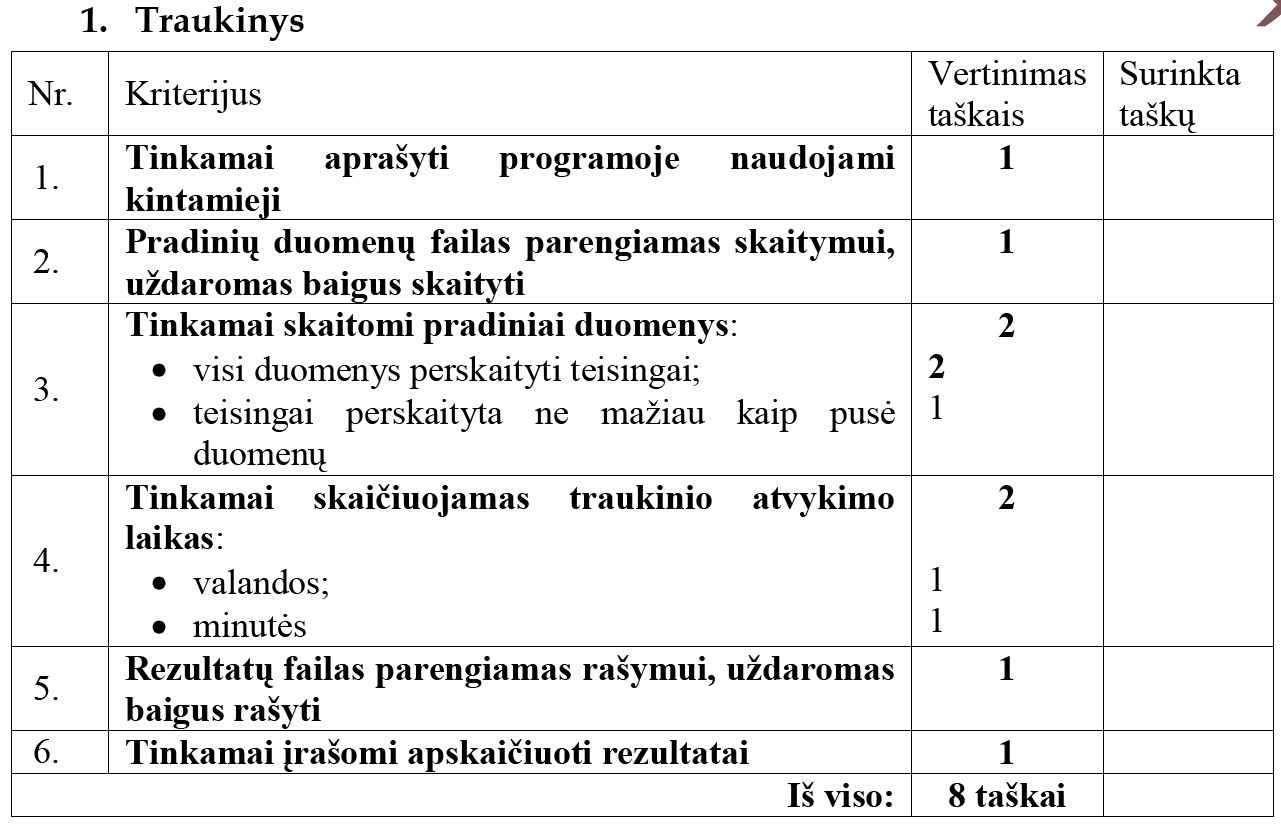 1. Traukinys
Nr. Kriterijus Vertinimas taškais Surinkta taškų
1. Tinkamai aprašyti programoje naudojami 1
kintamieji
2. Pradinių duomenų failas parengiamas skaitymui, 1
uždaromas baigus skaityti
3. Tinkamai skaitomi pradiniai duomenys: 2
• visi duomenys perskaityti teisingai; 2
• teisingai perskaityta ne mažiau kaip pusė 1
duomenų
4. Tinkamai skaičiuojamas traukinio atvykimo 2
laikas:
• valandos; 1
• minutės 1
5. Rezultatų failas parengiamas rašymui, uždaromas 1
baigus rašyti
6. Tinkamai įrašomi apskaičiuoti rezultatai 1
Iš viso: 8 taškai